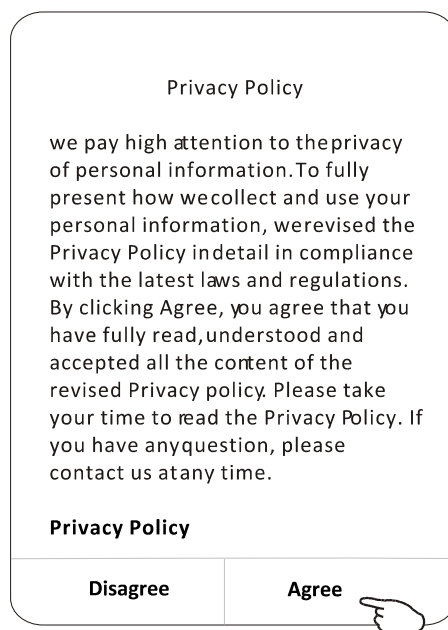 Privacy Policy
we pay high attention to theprivacy
of personal information.To fully
present how wecollect and use your
personal information, werevised the
Privacy Policy indetail in compliance
with the latest laws and regulations.
By clicking Agree, you agree that you
have fully read,understood and
accepted all the content of the
revised Privacy policy. Please take
your time to read the Privacy Policy. If
you have anyquestion, please
contact us atany time.
Privacy Policy
Disagree Agree